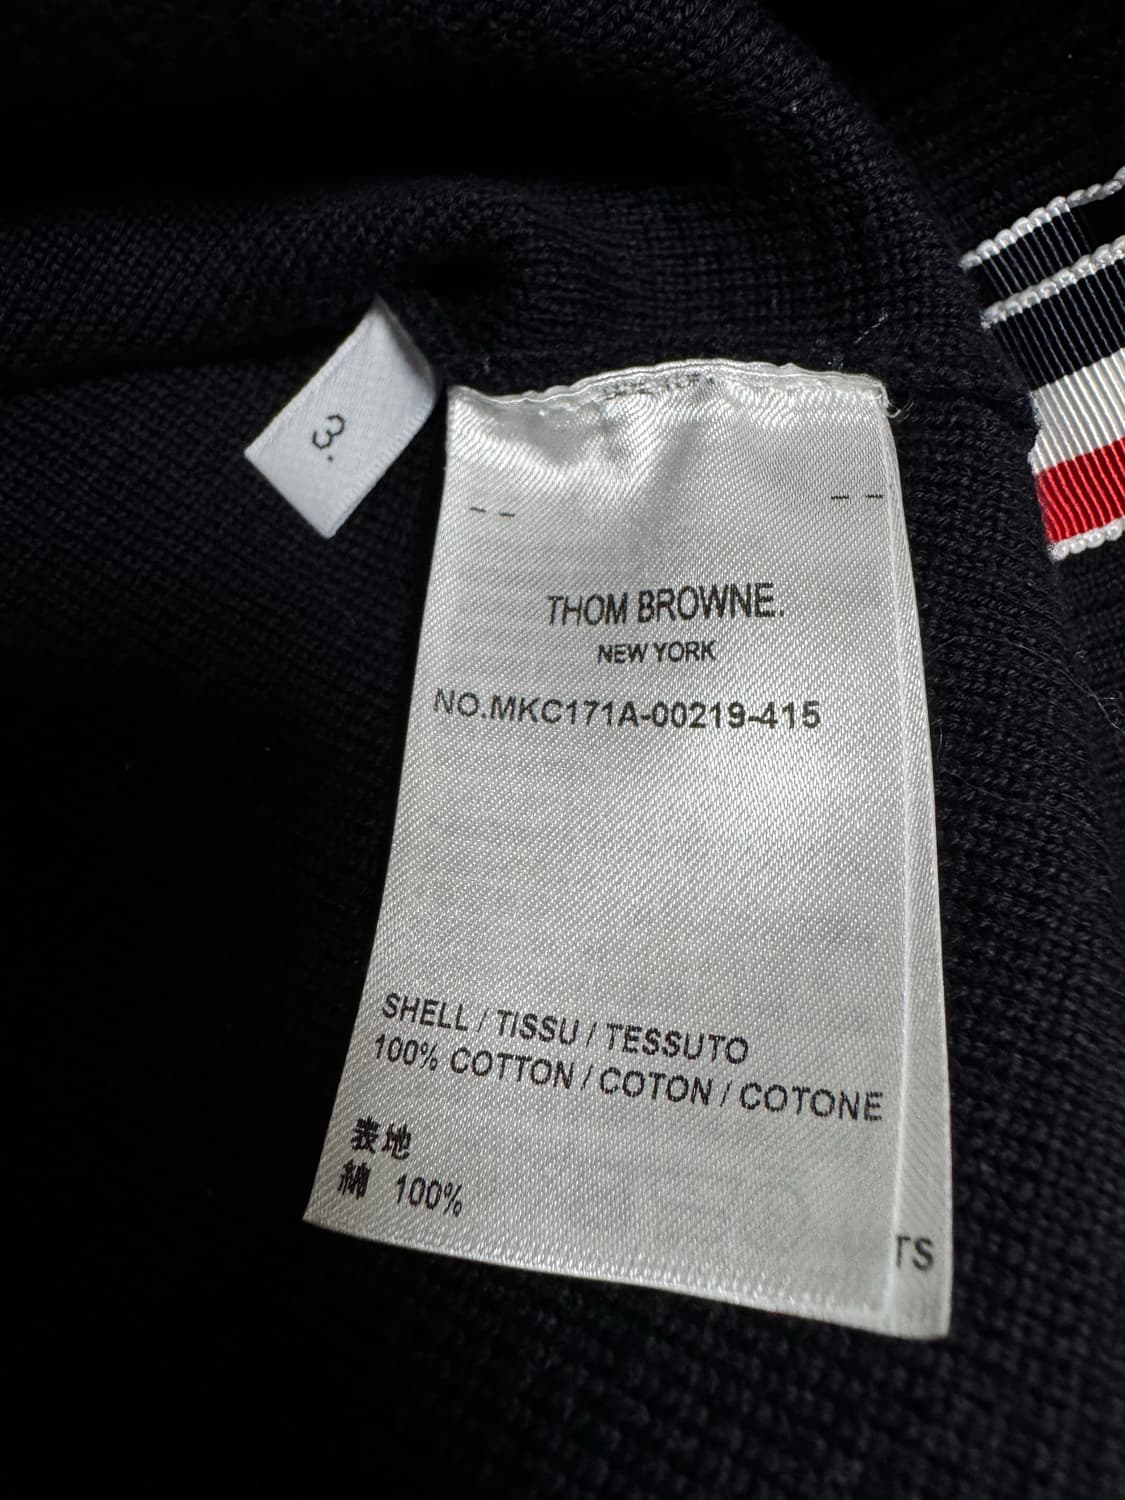 3.
-- --
THOM BROWNE.
NEW YORK
NO.MKC171A-00219-415
SHELL / TISSU / TESSUTO
100% COTTON / COTON / COTONE
表地
綿 100%
TS